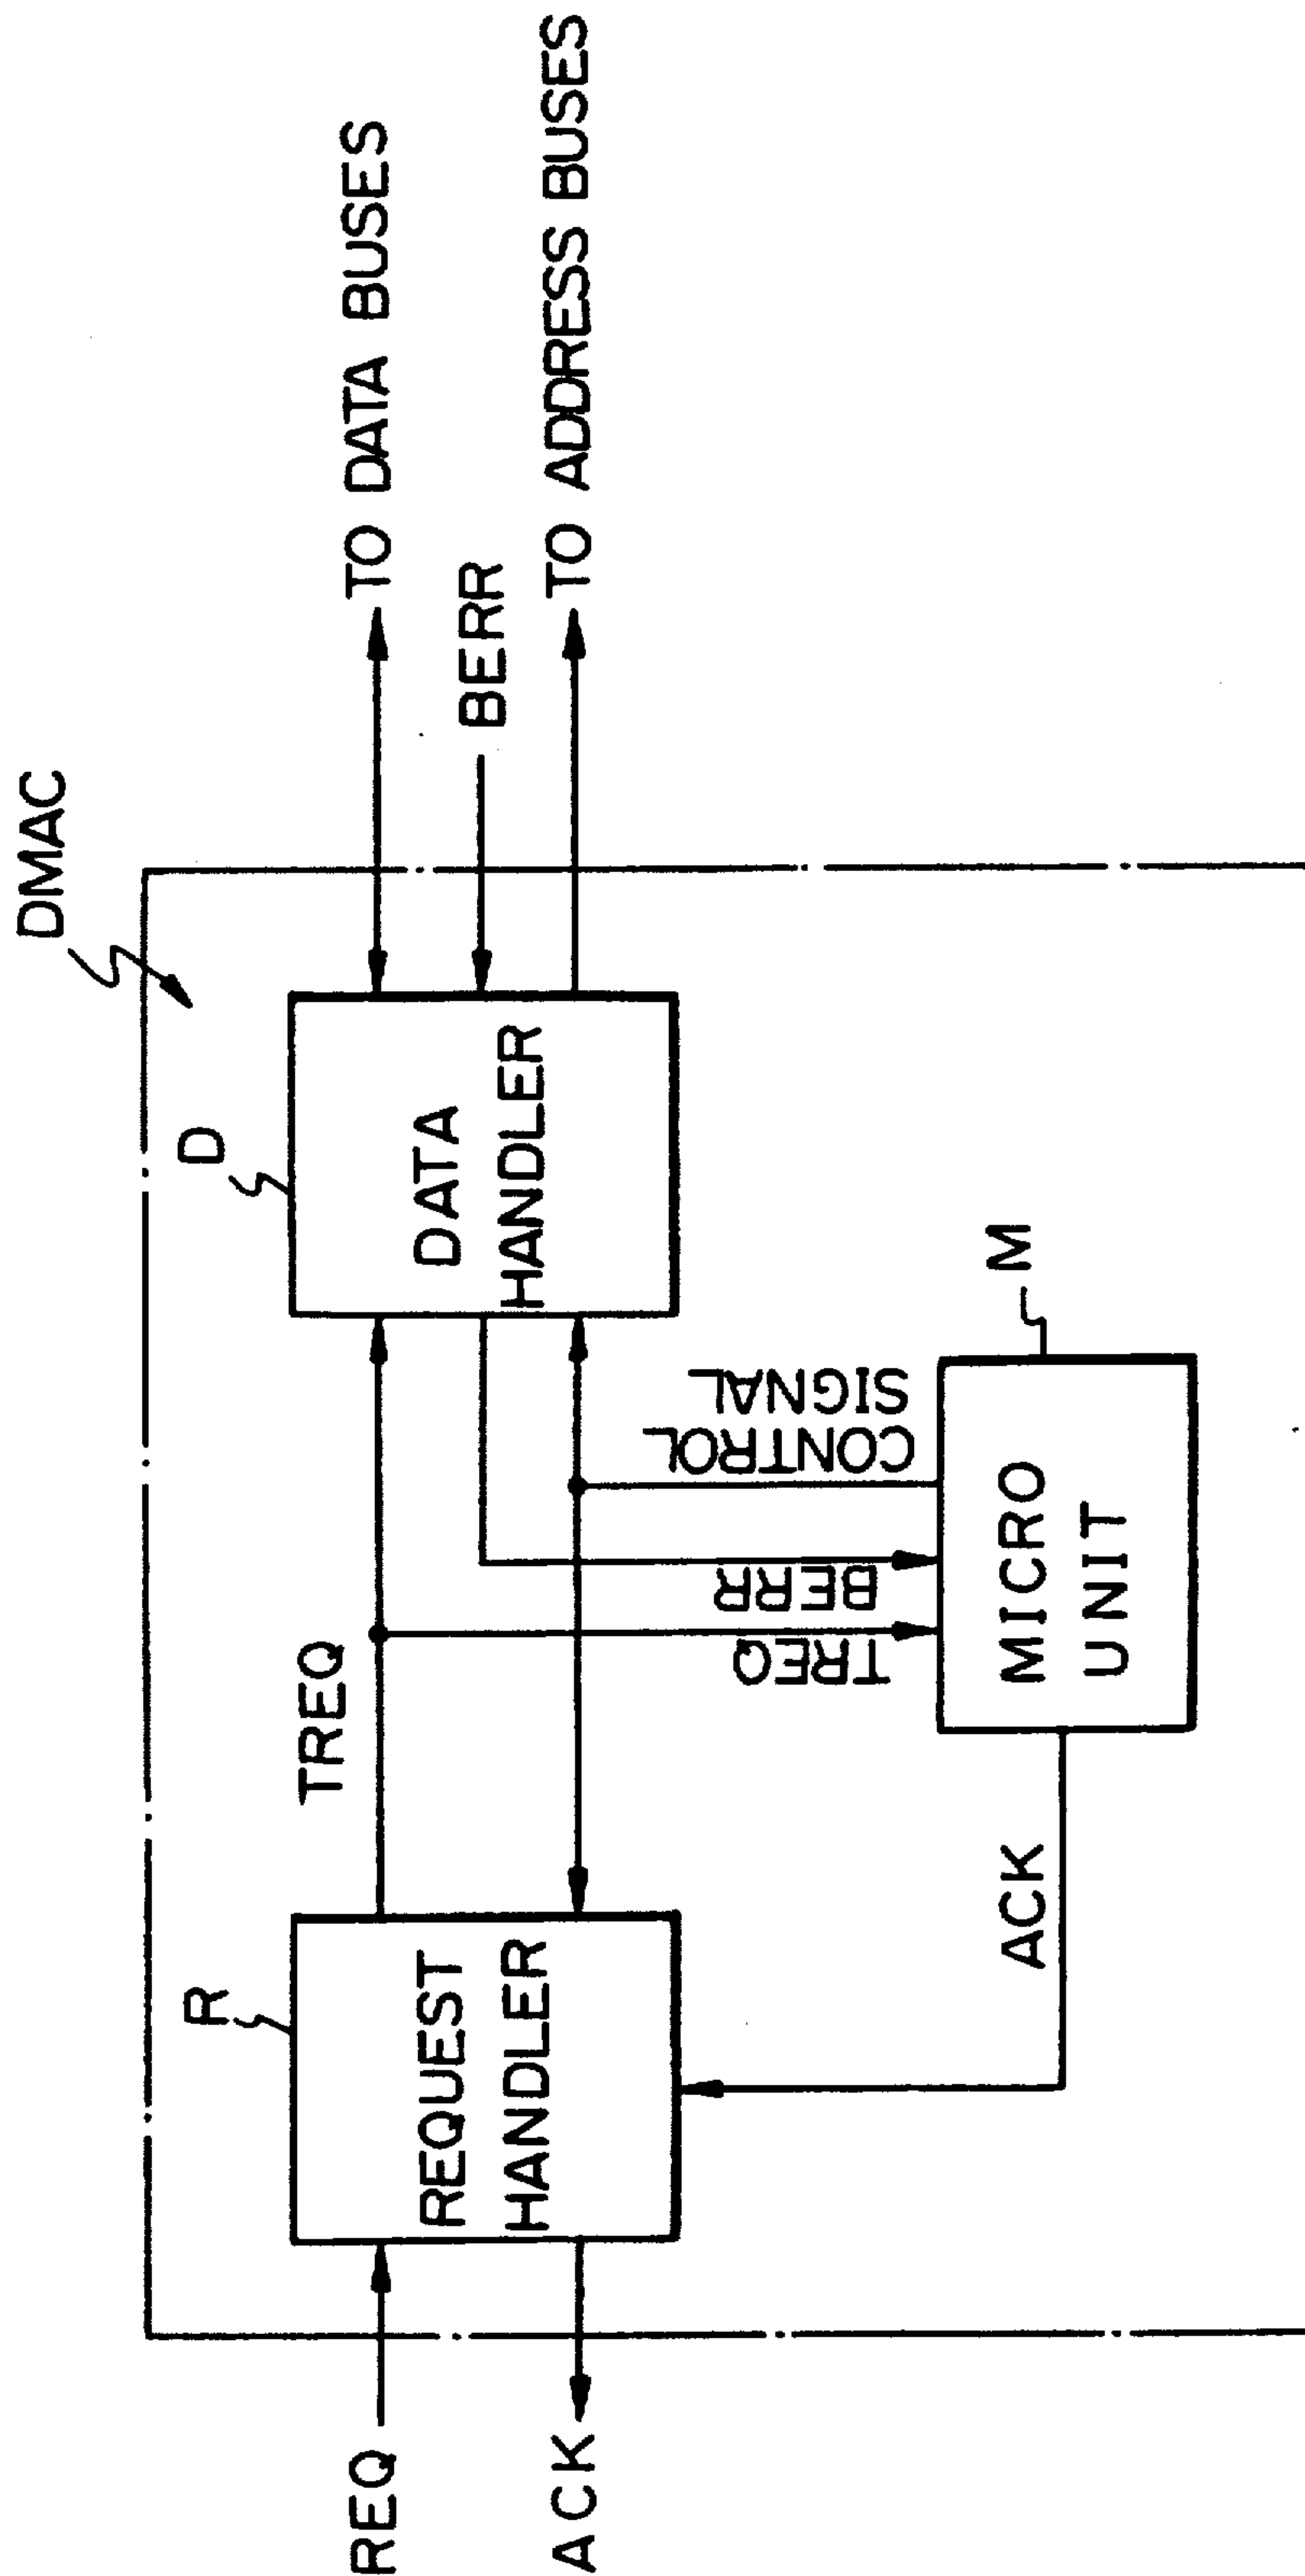 DMAC
REQ
ACK
R
REQUEST
HANDLER
TREQ
D
DATA
HANDLER
TO DATA BUSES
BERR
TO ADDRESS BUSES
TREQ
BERR
CONTROL
SIGNAL
ACK
MICRO
UNIT
M